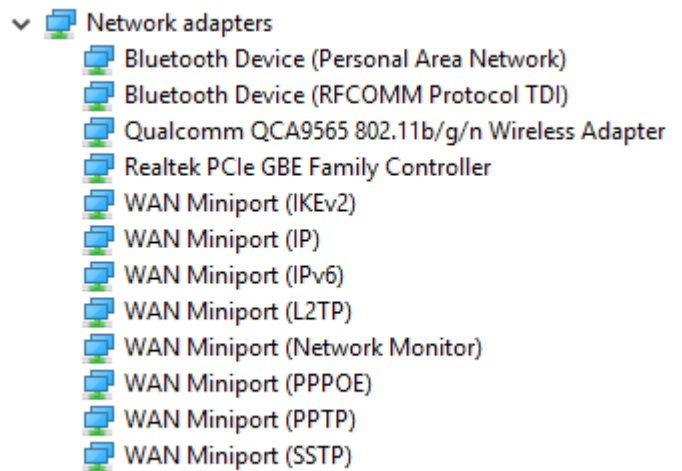 Network adapters
Bluetooth Device (Personal Area Network)
Bluetooth Device (RFCOMM Protocol TDI)
Qualcomm QCA9565 802.11b/g/n Wireless Adapter
Realtek PCIe GBE Family Controller
WAN Miniport (IKEv2)
WAN Miniport (IP)
WAN Miniport (IPv6)
WAN Miniport (L2TP)
WAN Miniport (Network Monitor)
WAN Miniport (PPPOE)
WAN Miniport (PPTP)
WAN Miniport (SSTP)